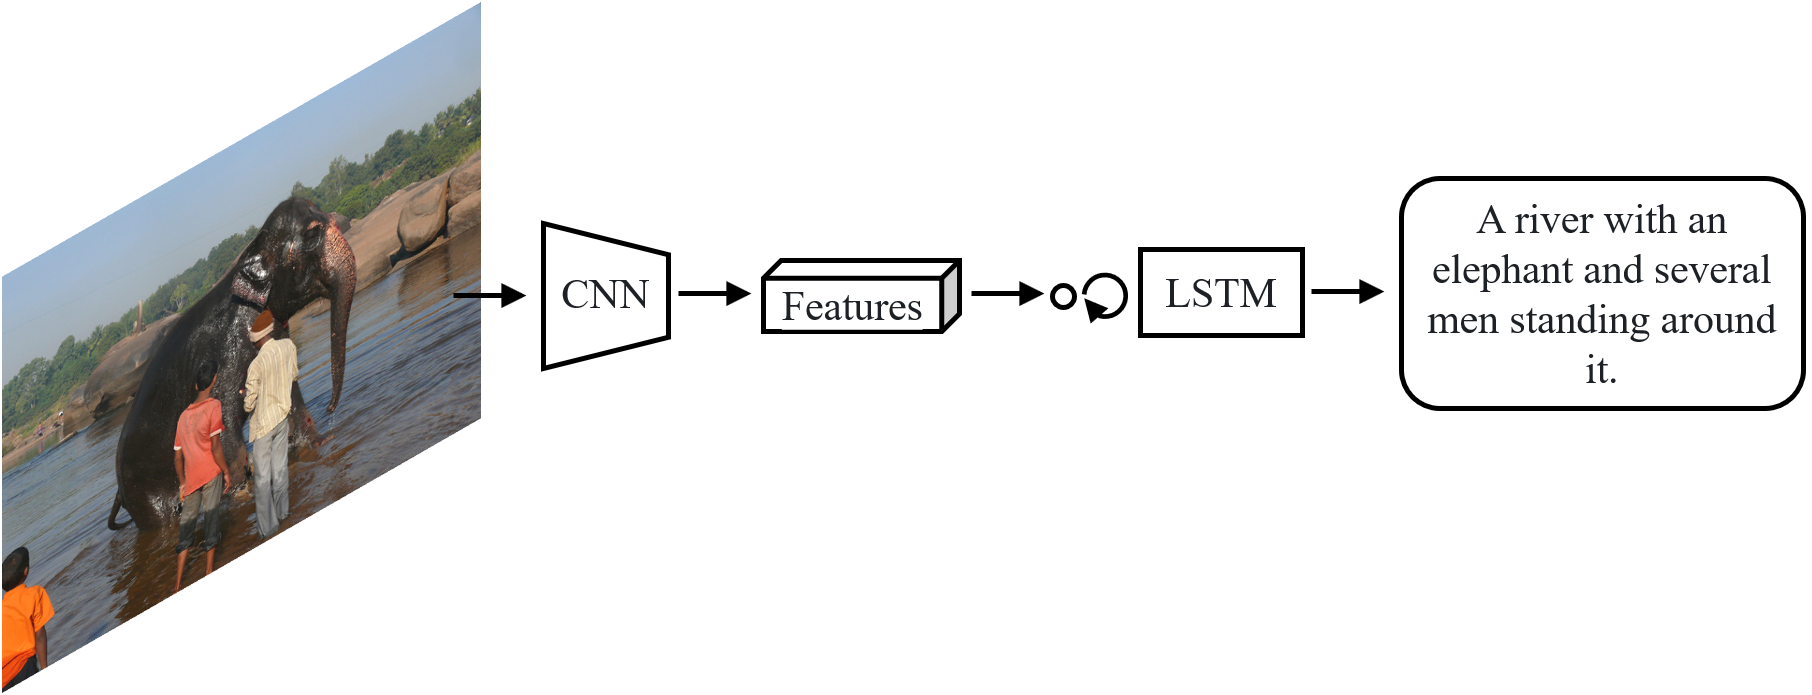 CNN
Features
LSTM
A river with an
elephant and several
men standing around
it.